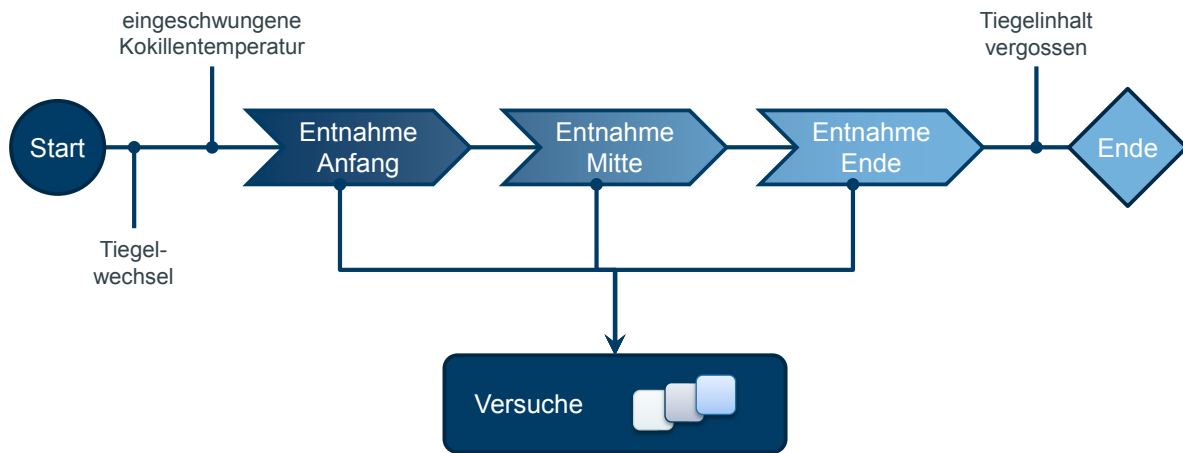 eingeschwungene
Kokillentemperatur
Tiegelinhalt
vergossen
Start
Entnahme
Anfang
Entnahme
Mitte
Entnahme
Ende
Ende
Tiegel-
wechsel
Versuche